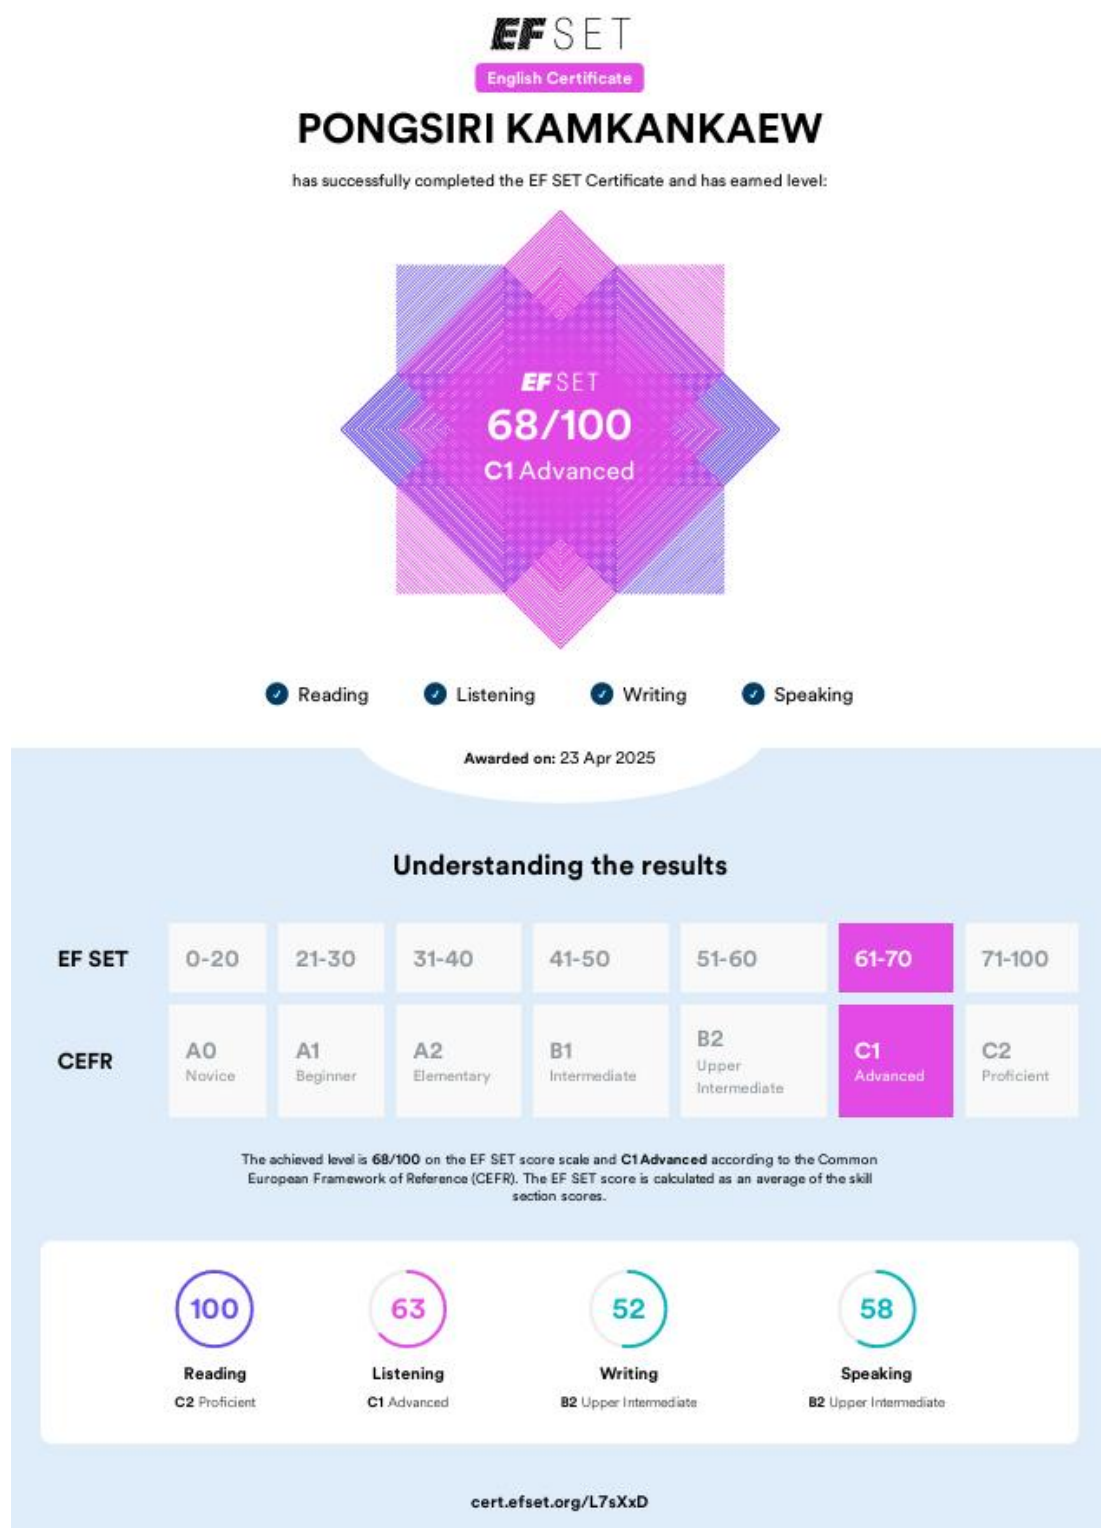 EFSET
English Certificate
PONGSIRI KAMKANKAEW
has successfully completed the EF SET Certificate and has earned level:
EFSET
68/100
C1 Advanced
✓ Reading ✓ Listening ✓ Writing ✓ Speaking
Awarded on: 23 Apr 2025
Understanding the results
EF SET 0-20 21-30 31-40 41-50 51-60 61-70 71-100
CEFR
A0 Novice
A1 Beginner
A2 Elementary
B1 Intermediate
B2 Upper
Intermediate
C1 Advanced
C2 Proficient
The achieved level is 68/100 on the EF SET score scale and C1 Advanced according to the Common
European Framework of Reference (CEFR). The EF SET score is calculated as an average of the skill
section scores.
100 63 52 58
Reading Listening Writing Speaking
C2 Proficient C1 Advanced B2 Upper Intermediate B2 Upper Intermediate
cert.efset.org/L7sXxD